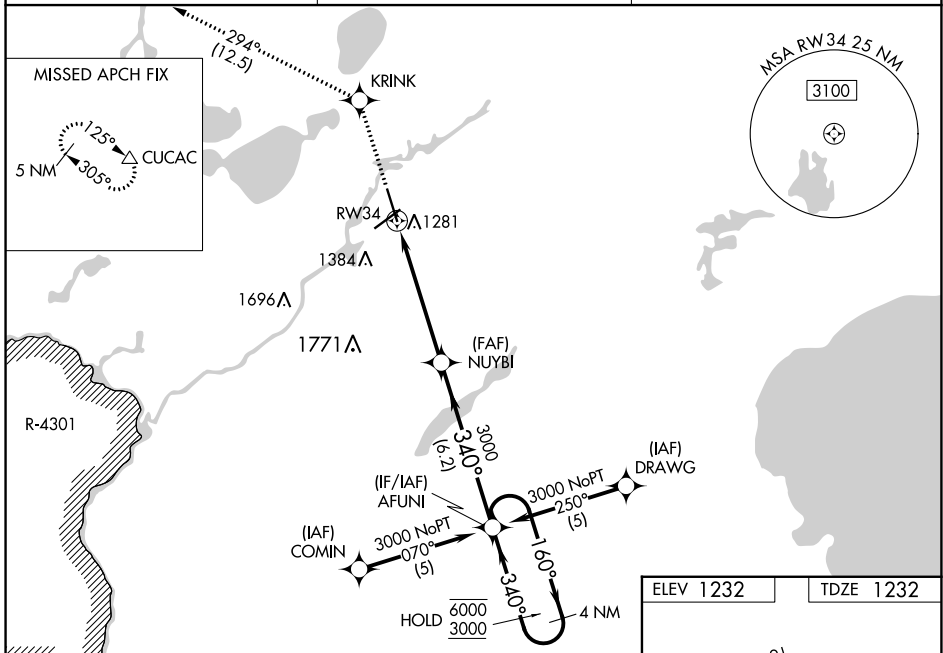 294°
(12.5)
KRINK
MISSED APCH FIX
125°
CUCAC
5 NM
305°
MSA RW34 25 NM
3100
RW34
1281
1384
1696
1771
(FAF)
NUYBI
R-4301
3000
340°
(6.2)
(IF/IAF)
AFUNI
(IAF)
DRAWG
3000 NoPT
250°
(5)
(IAF)
COMIN
3000 NoPT
070°
(5)
160°
340°
HOLD
6000
3000
4 NM
ELEV 1232
TDZE 1232